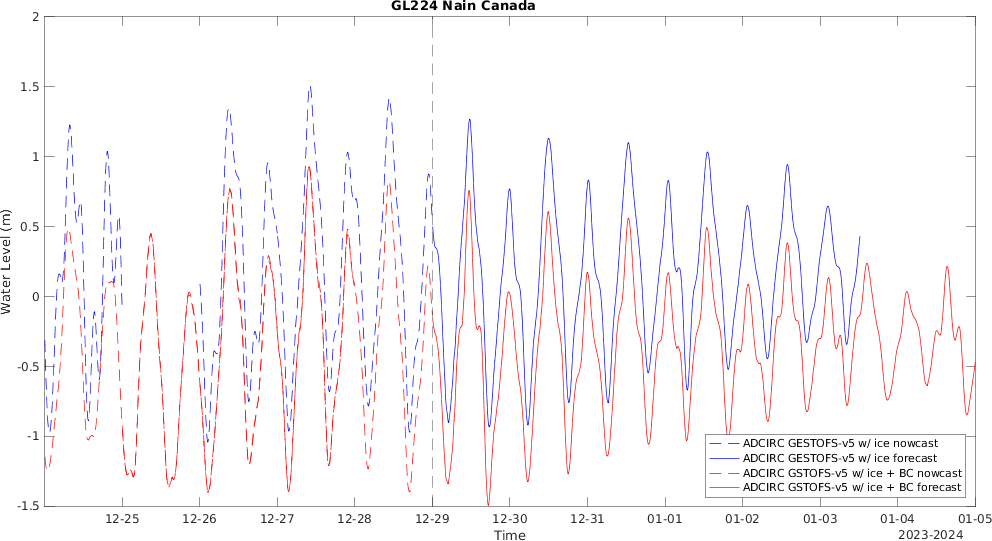 GL224 Nain Canada
2
1.5
1
0.5
0
-0.5
-1
-1.5
Water Level (m)
ADCIRC GESTOFS-v5 w/ ice nowcast
ADCIRC GESTOFS-v5 w/ ice forecast
ADCIRC GSTOFS-v5 w/ ice + BC nowcast
ADCIRC GSTOFS-v5 w/ ice + BC forecast
12-25 12-26 12-27 12-28 12-29 12-30 12-31 01-01 01-02 01-03 01-04 01-05
Time
2023-2024